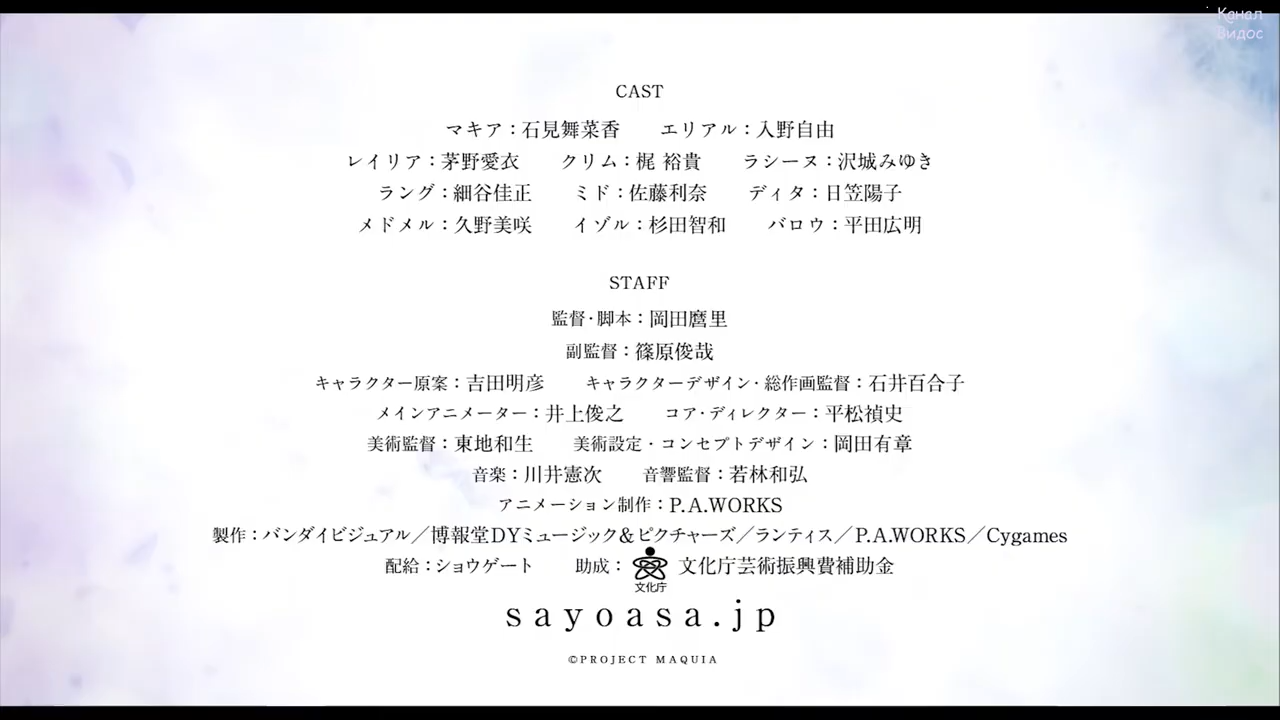 Канал
Видос
CAST
マキア：石見舞菜香　エリアル：入野自由
レイリア：茅野愛衣　クリム：梶 裕貴　ラシーヌ：沢城みゆき
ラング：細谷佳正　ミド：佐藤利奈　ディタ：日笠陽子
メドメル：久野美咲　イゾル：杉田智和　バロウ：平田広明
STAFF
監督・脚本：岡田麿里
副監督：篠原俊哉
キャラクター原案：吉田明彦　キャラクターデザイン・総作画監督：石井百合子
メインアニメーター：井上俊之　コア・ディレクター：平松禎史
美術監督：東地和生　美術設定・コンセプトデザイン：岡田有章
音楽：川井憲次　音響監督：若林和弘
アニメーション制作：P.A.WORKS
製作：バンダイビジュアル／博報堂DYミュージック＆ピクチャーズ／ランティス／P.A.WORKS／Cygames
配給：ショウゲート　助成：文化庁　文化庁芸術振興費補助金
sayoasa.jp
©PROJECT MAQUIA